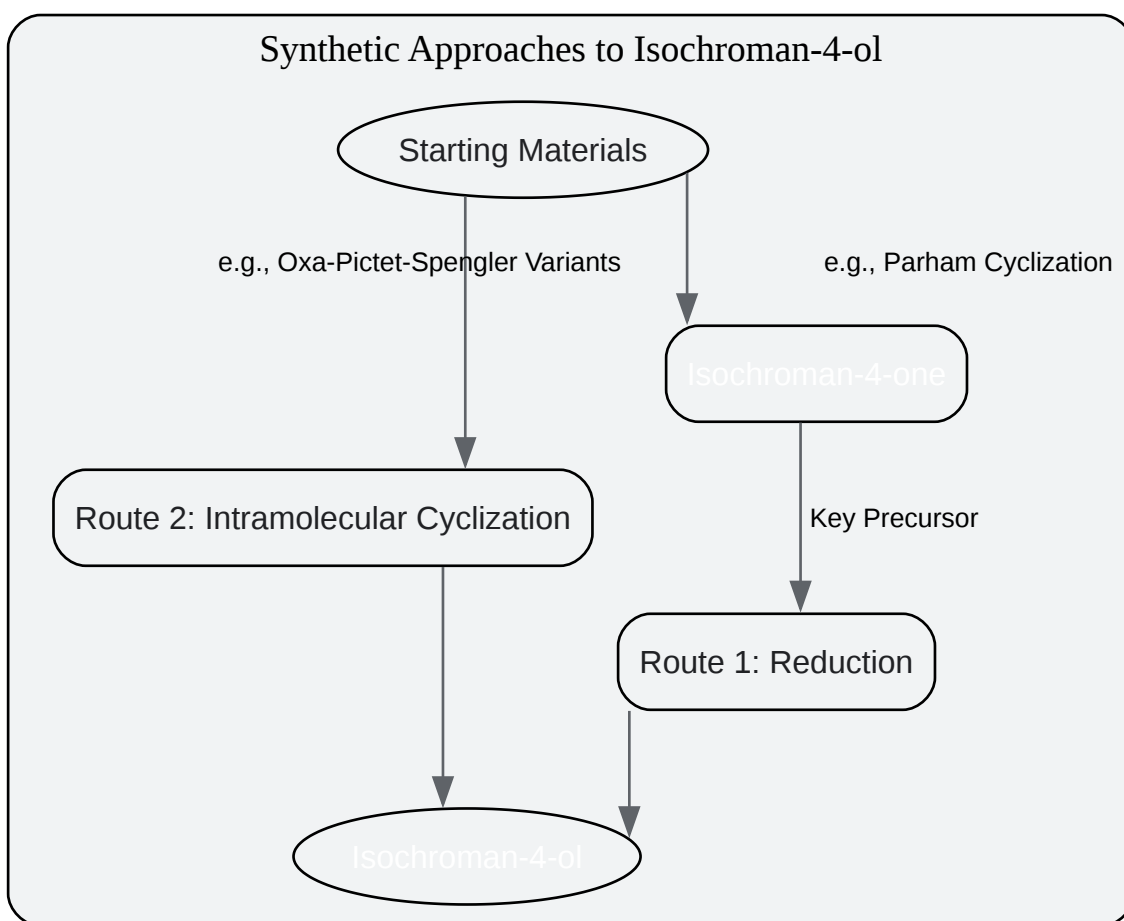 Synthetic Approaches to Isochroman-4-ol
Starting Materials
e.g., Oxa-Pictet-Spengler Variants
e.g., Parham Cyclization
Isochroman-4-one
Route 2: Intramolecular Cyclization
Key Precursor
Route 1: Reduction
Isochroman-4-ol